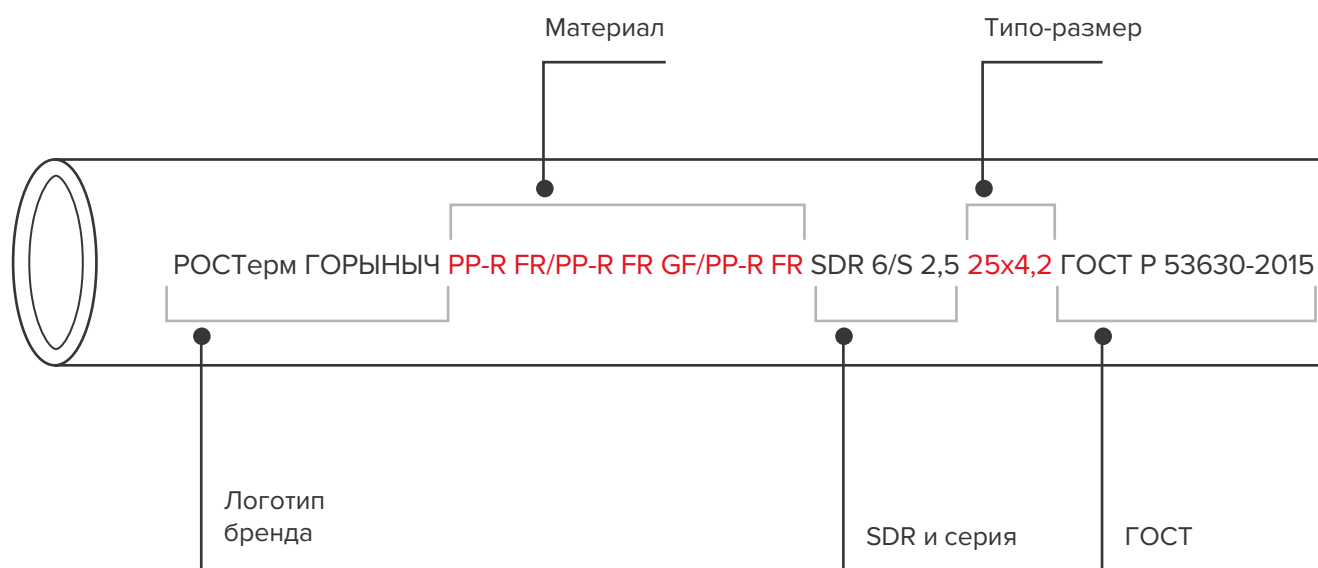 Материал
Типо-размер
РОСТерм ГОРЫНЫЧ PP-R FR/PP-R FR GF/PP-R FR SDR 6/S 2,5 25x4,2 ГОСТ Р 53630-2015
Логотип
бренда
SDR и серия
ГОСТ